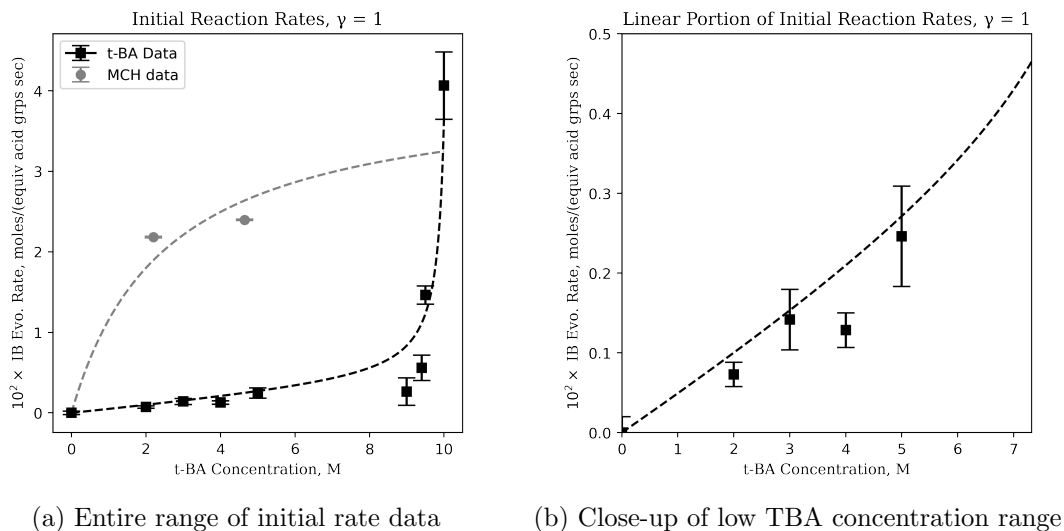 Initial Reaction Rates, γ = 1
10² × IB Evo. Rate, moles/(equiv acid grps sec)
4
3
2
1
0
t-BA Data
MCH data
0 2 4 6 8 10
t-BA Concentration, M
(a) Entire range of initial rate data
Linear Portion of Initial Reaction Rates, γ = 1
10² × IB Evo. Rate, moles/(equiv acid grps sec)
0.5
0.4
0.3
0.2
0.1
0.0
0 1 2 3 4 5 6 7
t-BA Concentration, M
(b) Close-up of low TBA concentration range